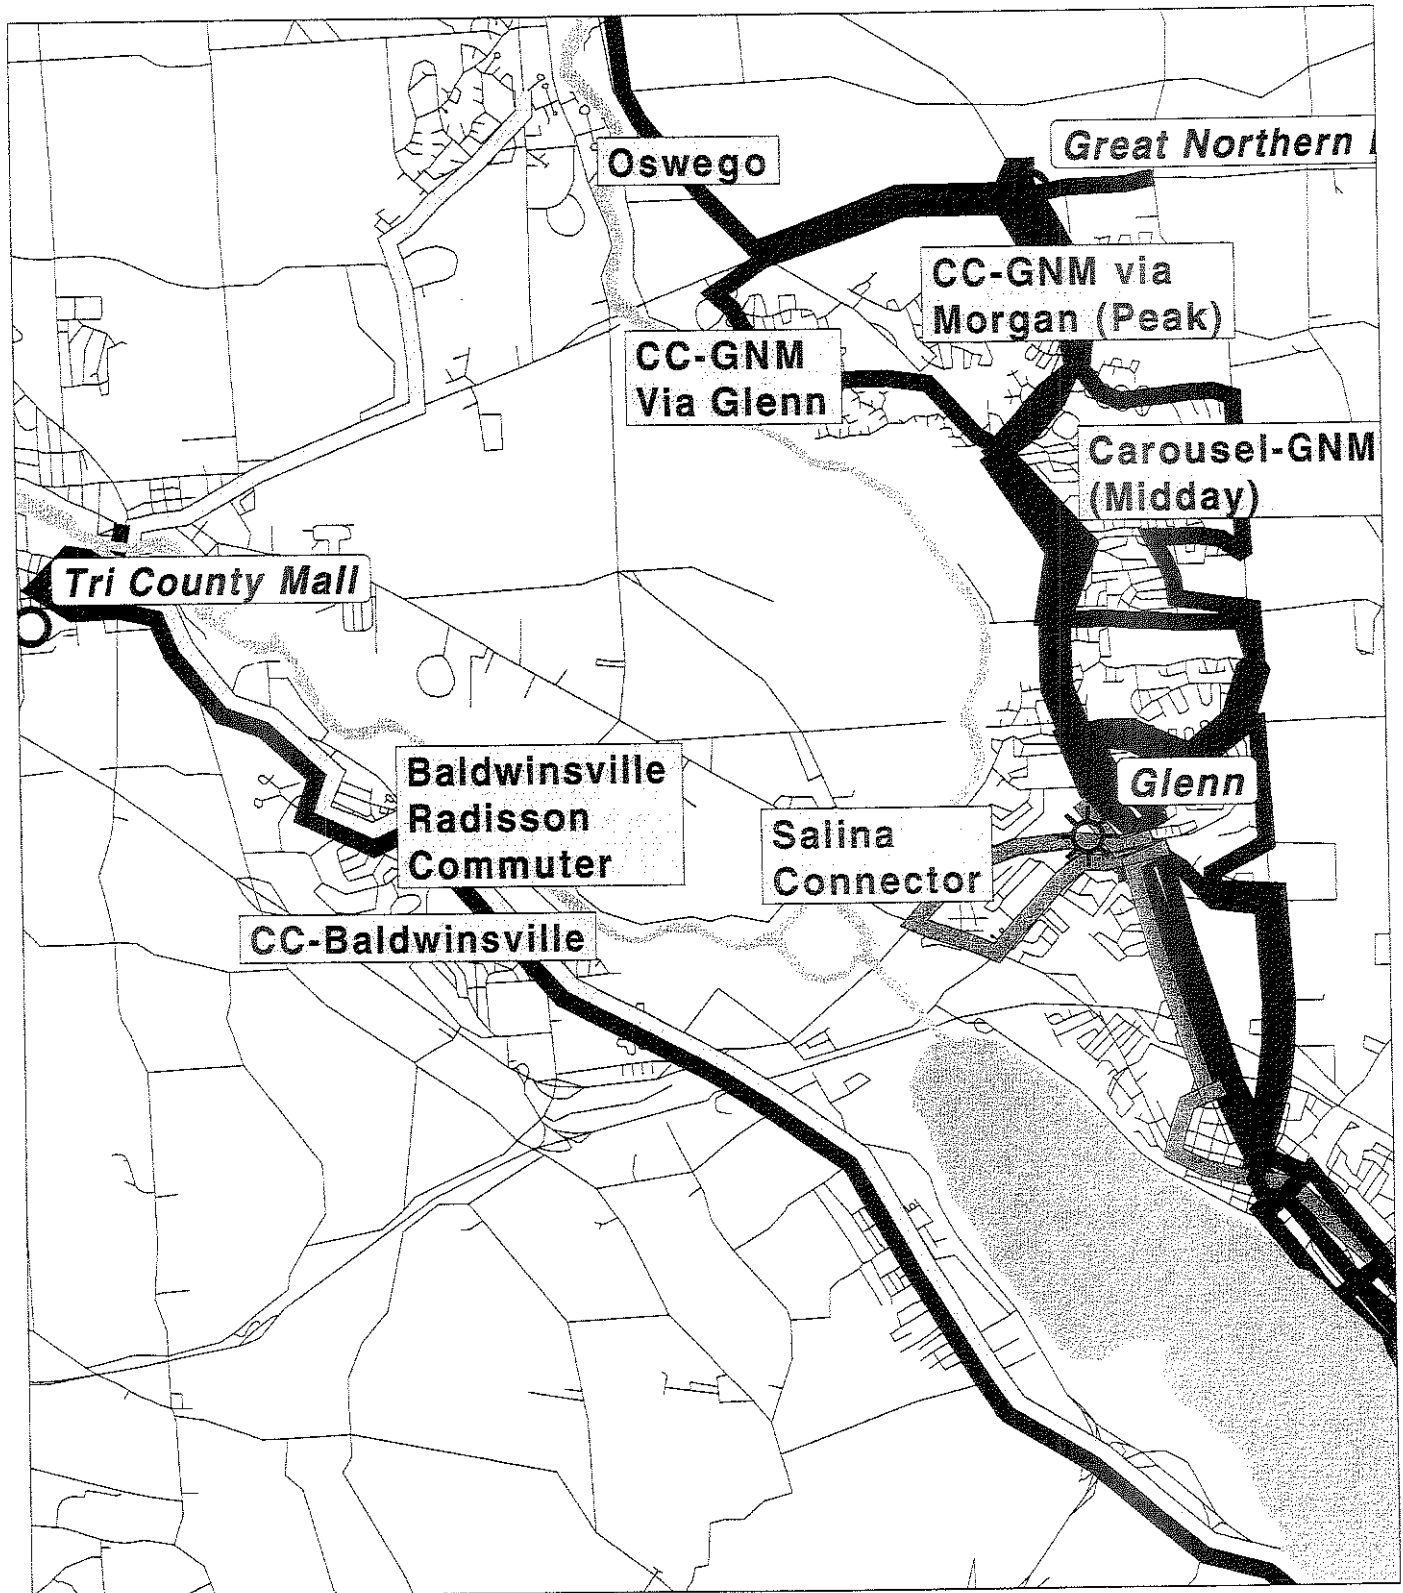 Great Northern
Oswego
CC-GNM via
Morgan (Peak)
CC-GNM
Via Glenn
Carousel-GNM
(Midday)
Tri County Mall
Glenn
Baldwinsville
Radisson
Commuter
Salina
Connector
CC-Baldwinsville